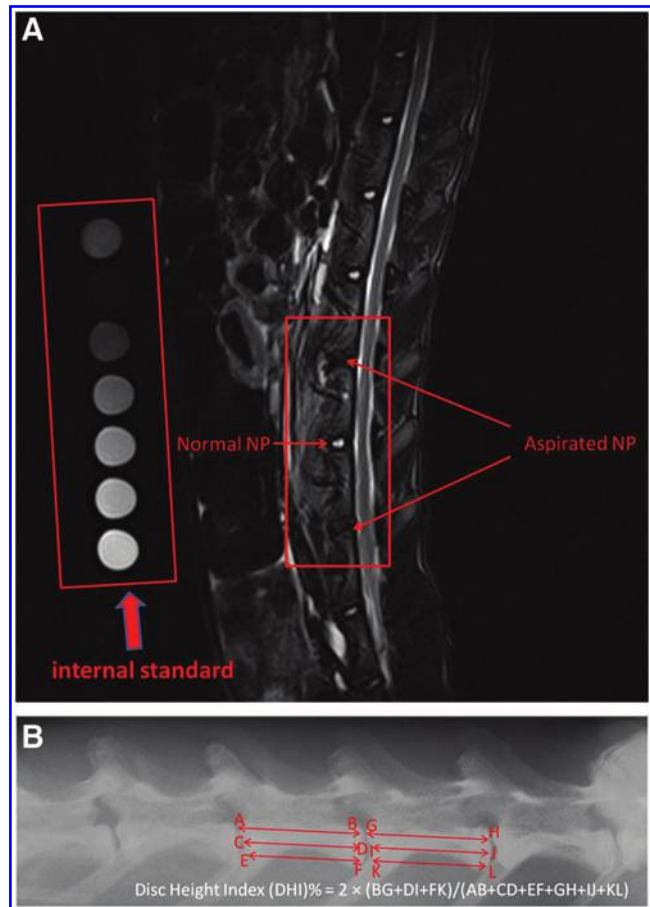 A
Normal NP
Aspirated NP
internal standard
B
A B G H
C D I J
E F K L
Disc Height Index (DHI)% = 2 × (BG+DI+FK)/(AB+CD+EF+GH+IJ+KL)